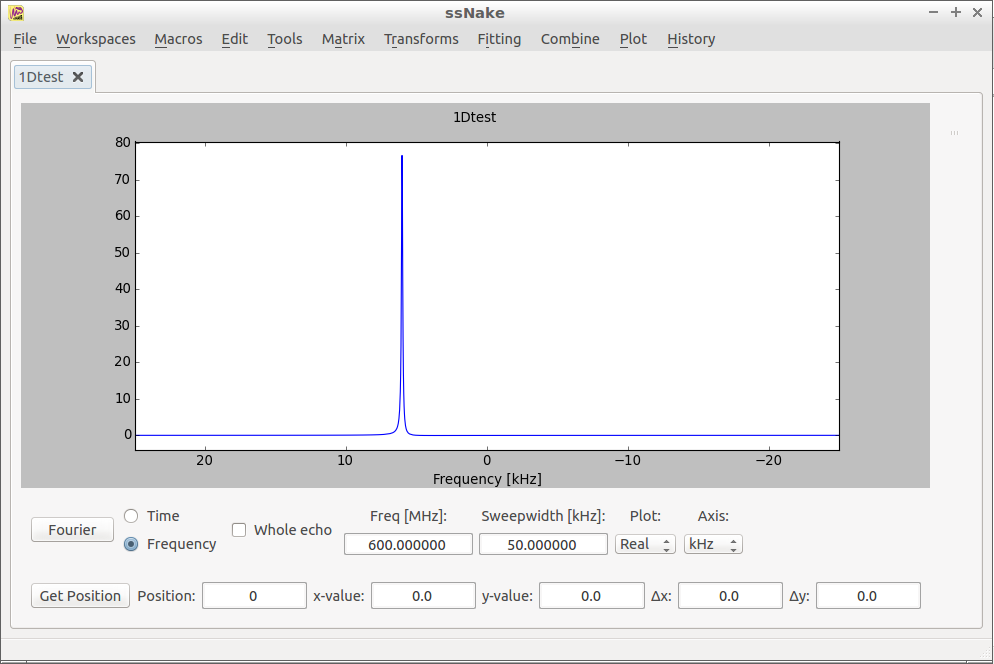 ssNake
File Workspaces Macros Edit Tools Matrix Transforms Fitting Combine Plot History
1Dtest
1Dtest
80
70
60
50
40
30
20
10
0
20 10 0 −10 −20
Frequency [kHz]
Fourier Time Frequency Whole echo Freq [MHz]: 600.000000 Sweepwidth [kHz]: 50.000000 Plot: Real Axis: kHz
Get Position Position: 0 x-value: 0.0 y-value: 0.0 Δx: 0.0 Δy: 0.0